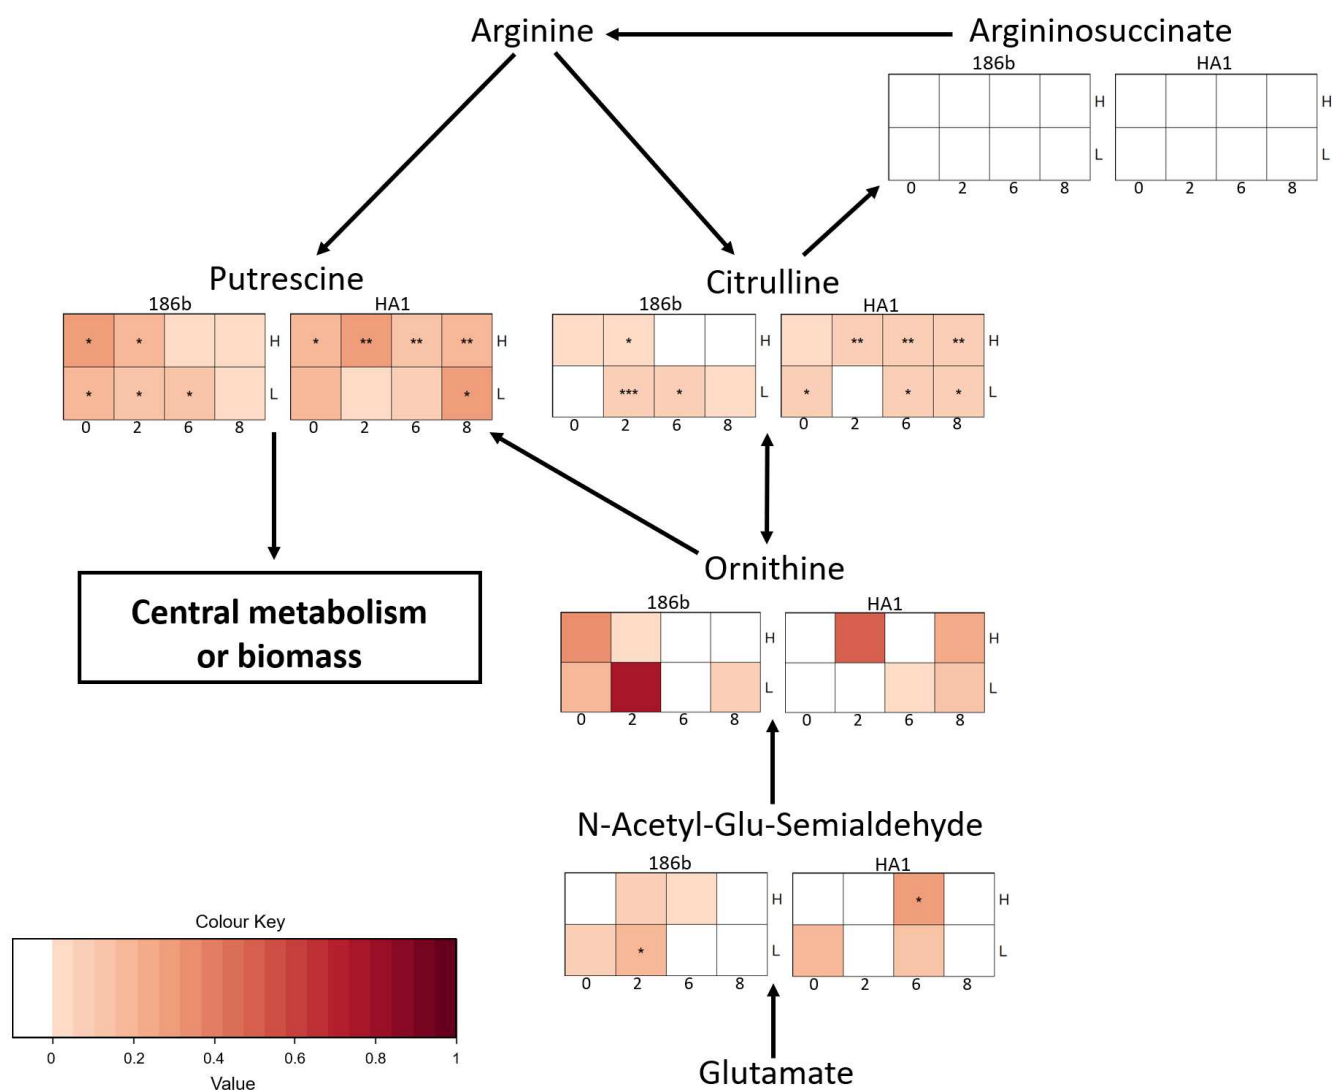 Arginine Argininosuccinate
186b HA1
H H
L L
0 2 6 8 0 2 6 8
Putrescine Citrulline
186b HA1 186b HA1
* * H * ** ** ** H * H ** ** ** H
* * * L * L *** * L * * * L
0 2 6 8 0 2 6 8 0 2 6 8 0 2 6 8
Ornithine
186b HA1
H H
L L
0 2 6 8 0 2 6 8
Central metabolism
or biomass
N-Acetyl-Glu-Semialdehyde
186b HA1
H * H
* L L
0 2 6 8 0 2 6 8
Glutamate
Colour Key
0 0.2 0.4 0.6 0.8 1
Value